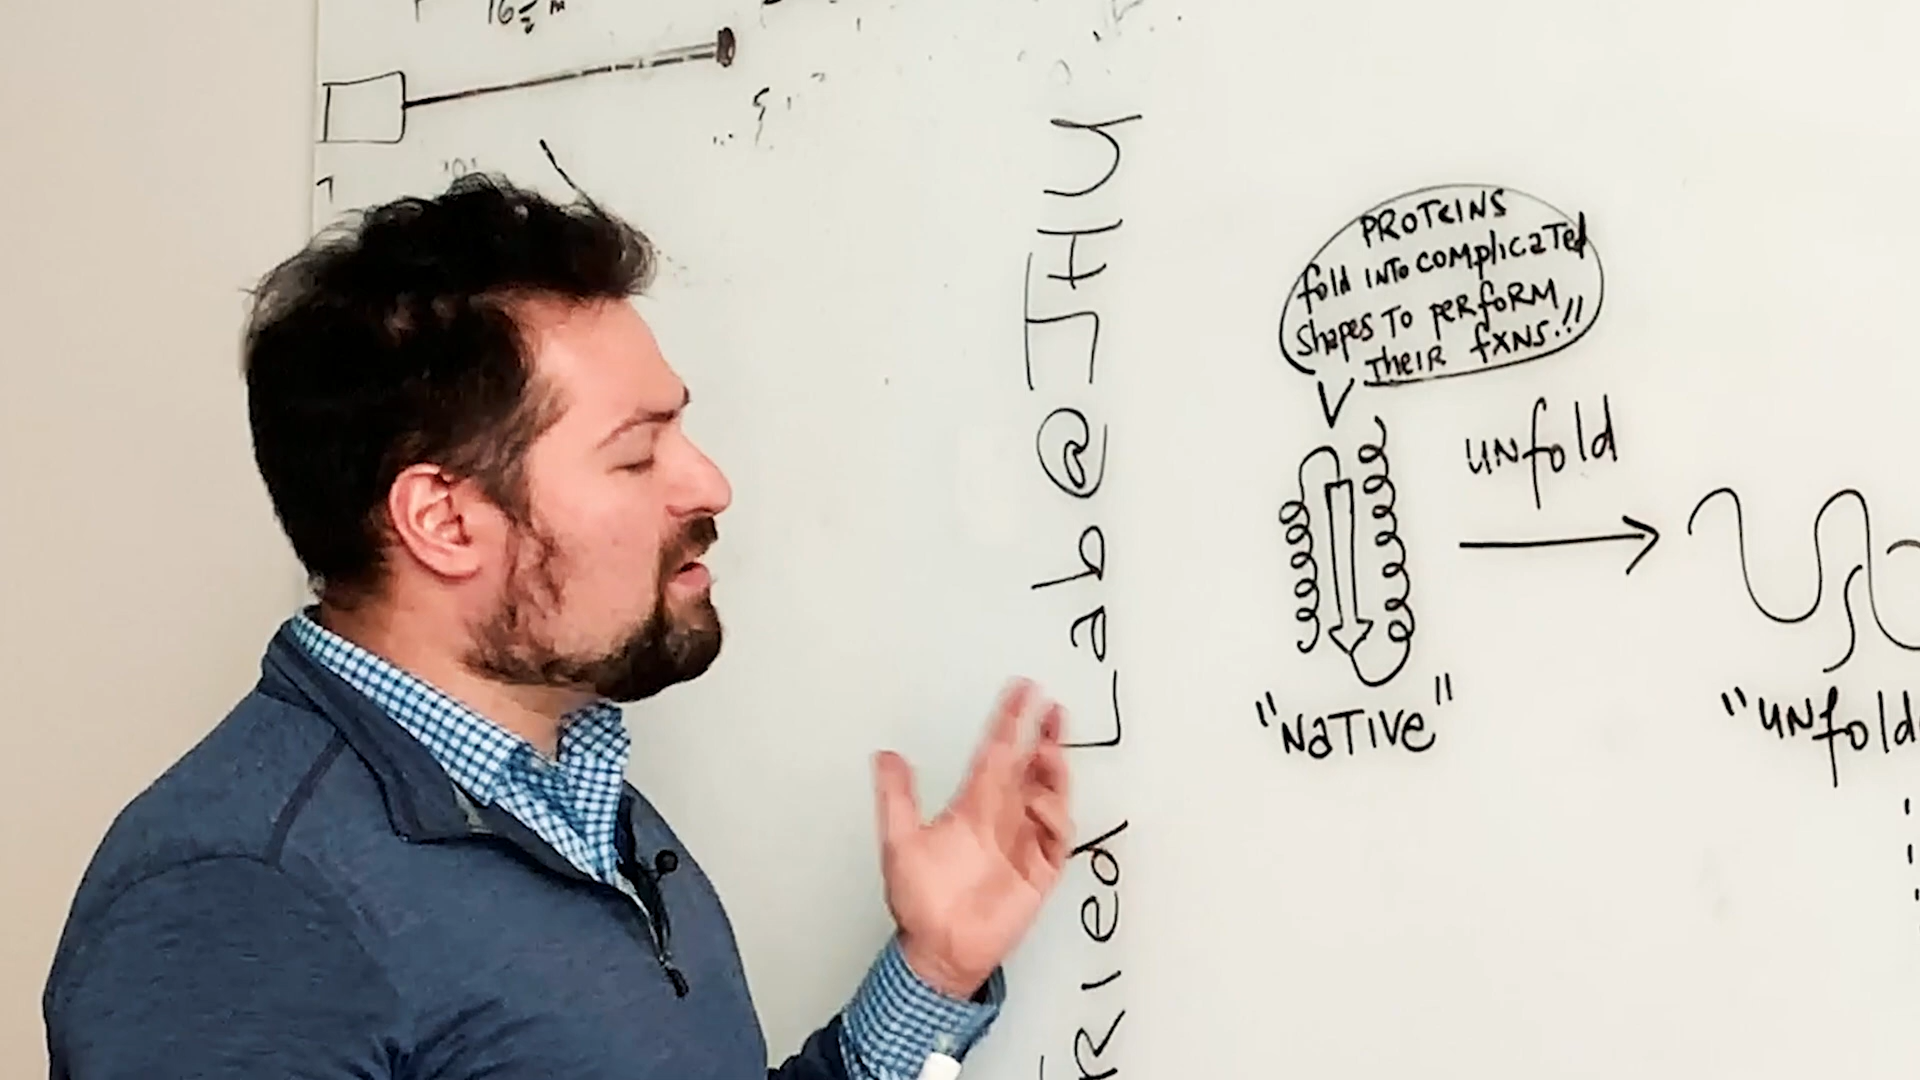 16
PROTEINS
fold INTO COMPlICaTed
shapes TO perfoRM
TheIR fXNS.!!
UNfold
"NaTIVe"
"UNfold
RIed Lab@JHU